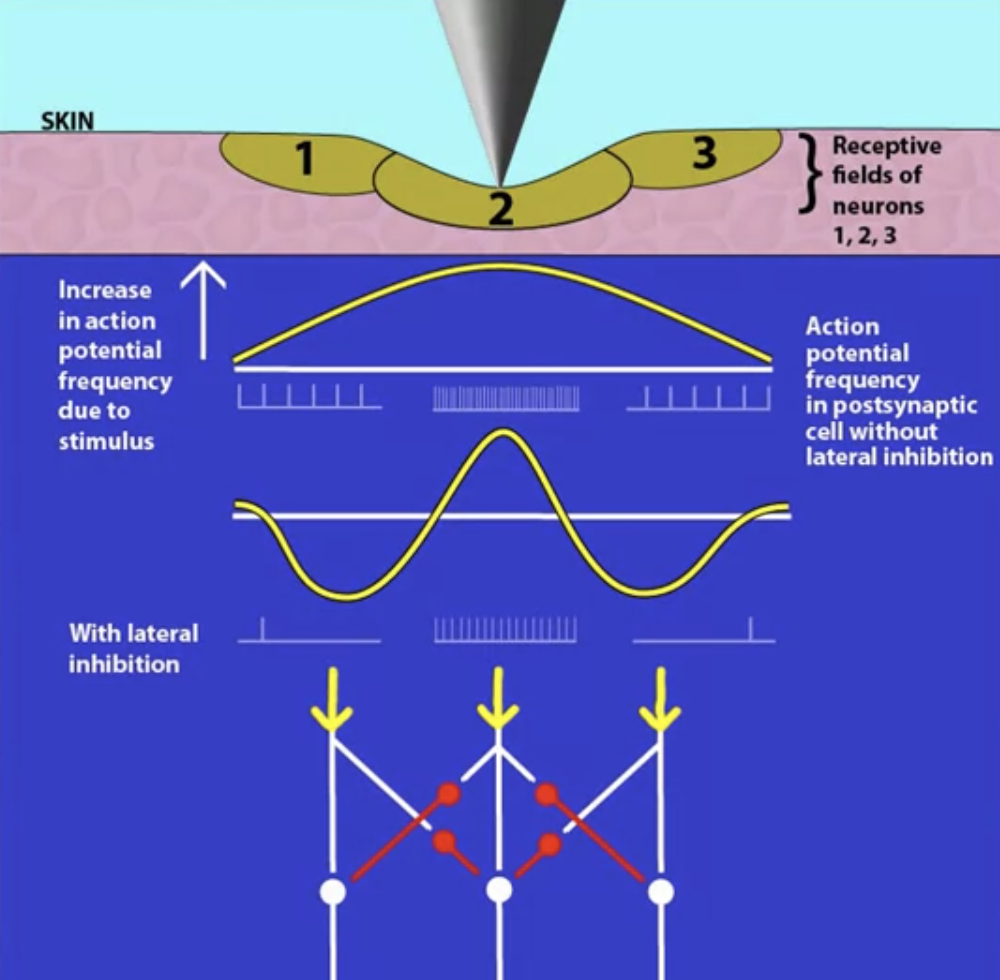 SKIN
1
2
3
Receptive
fields of
neurons
1, 2, 3
Increase
in action
potential
frequency
due to
stimulus
Action
potential
frequency
in postsynaptic
cell without
lateral inhibition
With lateral
inhibition